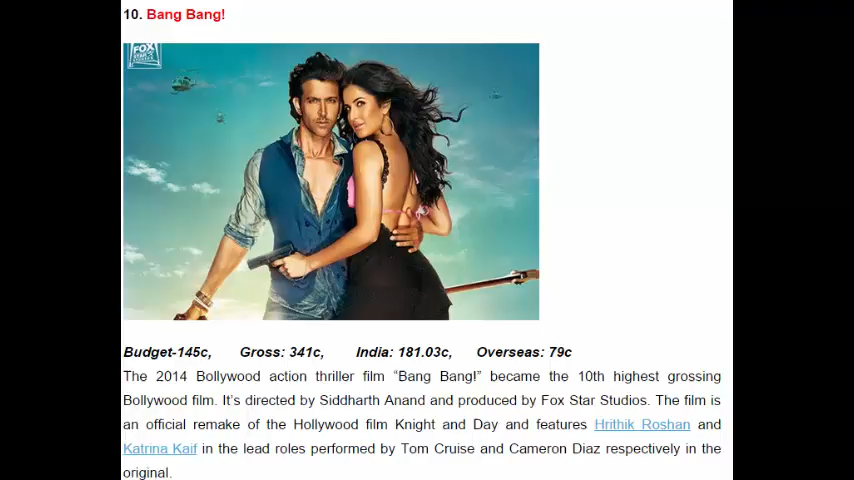 10. Bang Bang!
FOX
STAR
STUDIOS
Budget-145c, Gross: 341c, India: 181.03c, Overseas: 79c
The 2014 Bollywood action thriller film “Bang Bang!” became the 10th highest grossing
Bollywood film. It’s directed by Siddharth Anand and produced by Fox Star Studios. The film is
an official remake of the Hollywood film Knight and Day and features Hrithik Roshan and
Katrina Kaif in the lead roles performed by Tom Cruise and Cameron Diaz respectively in the
original.